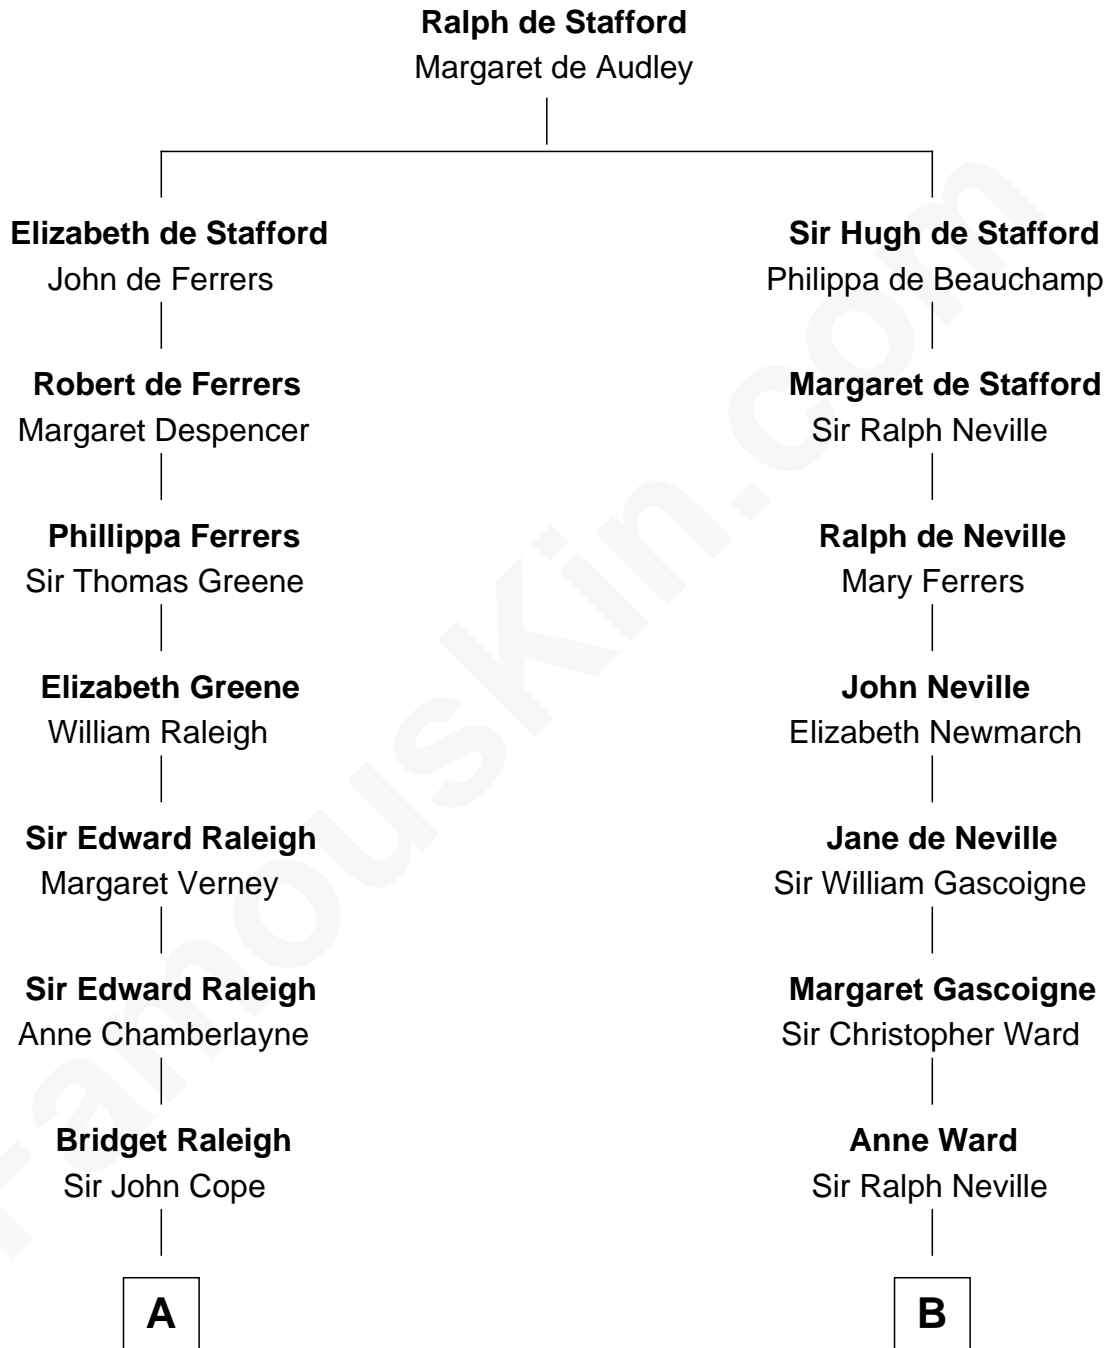 Ralph de Stafford
Margaret de Audley
Elizabeth de Stafford
John de Ferrers
Sir Hugh de Stafford
Philippa de Beauchamp
Robert de Ferrers
Margaret Despencer
Margaret de Stafford
Sir Ralph Neville
Phillippa Ferrers
Sir Thomas Greene
Ralph de Neville
Mary Ferrers
Elizabeth Greene
William Raleigh
John Neville
Elizabeth Newmarch
Sir Edward Raleigh
Margaret Verney
Jane de Neville
Sir William Gascoigne
Sir Edward Raleigh
Anne Chamberlayne
Margaret Gascoigne
Sir Christopher Ward
Bridget Raleigh
Sir John Cope
Anne Ward
Sir Ralph Neville
A
B
FamousKin.com